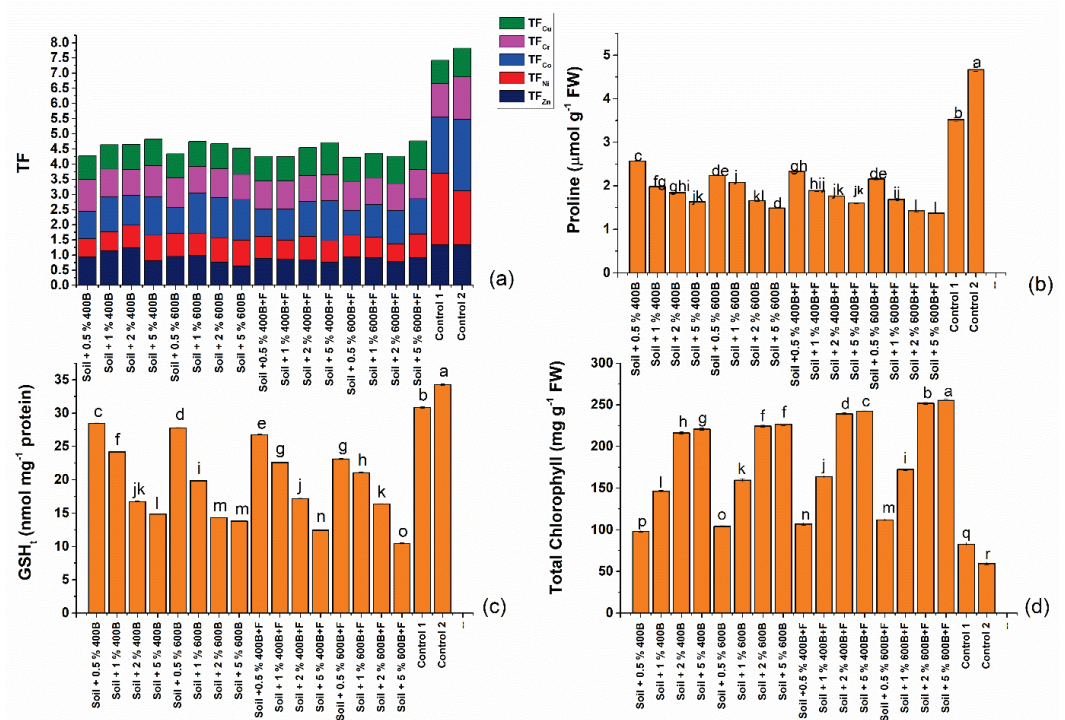 TF_Cu
TF_Cr
TF_Co
TF_Ni
TF_Zn
TF
8.0
7.5
7.0
6.5
6.0
5.5
5.0
4.5
4.0
3.5
3.0
2.5
2.0
1.5
1.0
0.5
0.0
Soil + 0.5 % 400B
Soil + 1 % 400B
Soil + 2 % 400B
Soil + 5 % 400B
Soil + 0.5 % 600B
Soil + 1 % 600B
Soil + 2 % 600B
Soil + 5 % 600B
Soil +0.5 % 400B+F
Soil + 1 % 400B+F
Soil + 2 % 400B+F
Soil + 5 % 400B+F
Soil + 0.5 % 600B+F
Soil + 1 % 600B+F
Soil + 2 % 600B+F
Soil + 5 % 600B+F
Control 1
Control 2
(a)
Proline (μmol g⁻¹ FW)
5
4
3
2
1
0
c
fg
ghi
jk
de
i
kl
d
gh
hij
jk
jk
de
ij
l
l
b
a
Soil + 0.5 % 400B
Soil + 1 % 400B
Soil + 2 % 400B
Soil + 5 % 400B
Soil + 0.5 % 600B
Soil + 1 % 600B
Soil + 2 % 600B
Soil + 5 % 600B
Soil +0.5 % 400B+F
Soil + 1 % 400B+F
Soil + 2 % 400B+F
Soil + 5 % 400B+F
Soil + 0.5 % 600B+F
Soil + 1 % 600B+F
Soil + 2 % 600B+F
Soil + 5 % 600B+F
Control 1
Control 2
--
(b)
GSH_t (nmol mg⁻¹ protein)
35
30
25
20
15
10
5
0
c
f
jk
l
d
i
m
m
e
g
j
n
g
h
k
o
b
a
Soil + 0.5 % 400B
Soil + 1 % 400B
Soil + 2 % 400B
Soil + 5 % 400B
Soil + 0.5 % 600B
Soil + 1 % 600B
Soil + 2 % 600B
Soil + 5 % 600B
Soil +0.5 % 400B+F
Soil + 1 % 400B+F
Soil + 2 % 400B+F
Soil + 5 % 400B+F
Soil + 0.5 % 600B+F
Soil + 1 % 600B+F
Soil + 2 % 600B+F
Soil + 5 % 600B+F
Control 1
Control 2
--
(c)
Total Chlorophyll (mg g⁻¹ FW)
300
250
200
150
100
50
0
p
l
h
g
o
k
f
f
n
j
d
c
m
i
b
a
q
r
Soil + 0.5 % 400B
Soil + 1 % 400B
Soil + 2 % 400B
Soil + 5 % 400B
Soil + 0.5 % 600B
Soil + 1 % 600B
Soil + 2 % 600B
Soil + 5 % 600B
Soil +0.5 % 400B+F
Soil + 1 % 400B+F
Soil + 2 % 400B+F
Soil + 5 % 400B+F
Soil + 0.5 % 600B+F
Soil + 1 % 600B+F
Soil + 2 % 600B+F
Soil + 5 % 600B+F
Control 1
Control 2
--
(d)